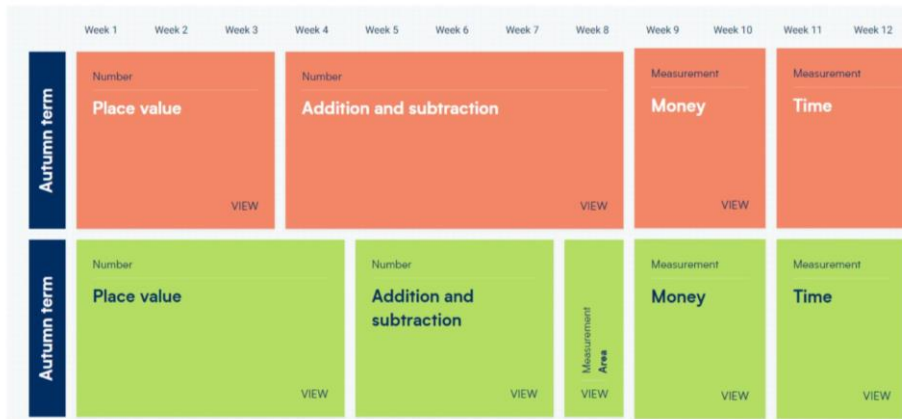 Week 1 Week 2 Week 3 Week 4 Week 5 Week 6 Week 7 Week 8 Week 9 Week 10 Week 11 Week 12
Autumn term
Number
Place value
VIEW
Number
Addition and subtraction
VIEW
Measurement
Money
VIEW
Measurement
Time
VIEW
Autumn term
Number
Place value
VIEW
Number
Addition and
subtraction
VIEW
Measurement
Area
VIEW
Measurement
Money
VIEW
Measurement
Time
VIEW